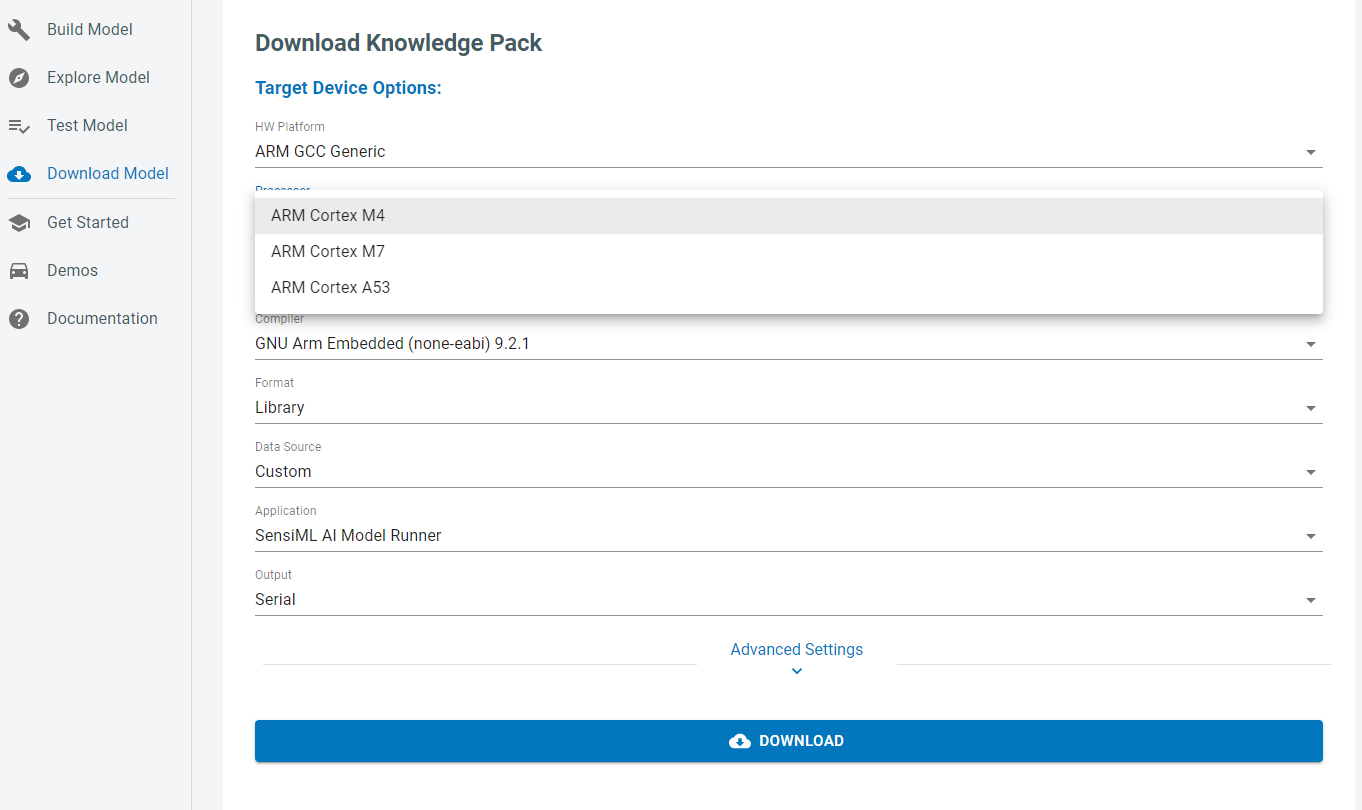 Build Model
Explore Model
Test Model
Download Model
Get Started
Demos
Documentation
Download Knowledge Pack
Target Device Options:
HW Platform
ARM GCC Generic
Processor
ARM Cortex M4
ARM Cortex M7
ARM Cortex A53
Compiler
GNU Arm Embedded (none-eabi) 9.2.1
Format
Library
Data Source
Custom
Application
SensiML AI Model Runner
Output
Serial
Advanced Settings
DOWNLOAD